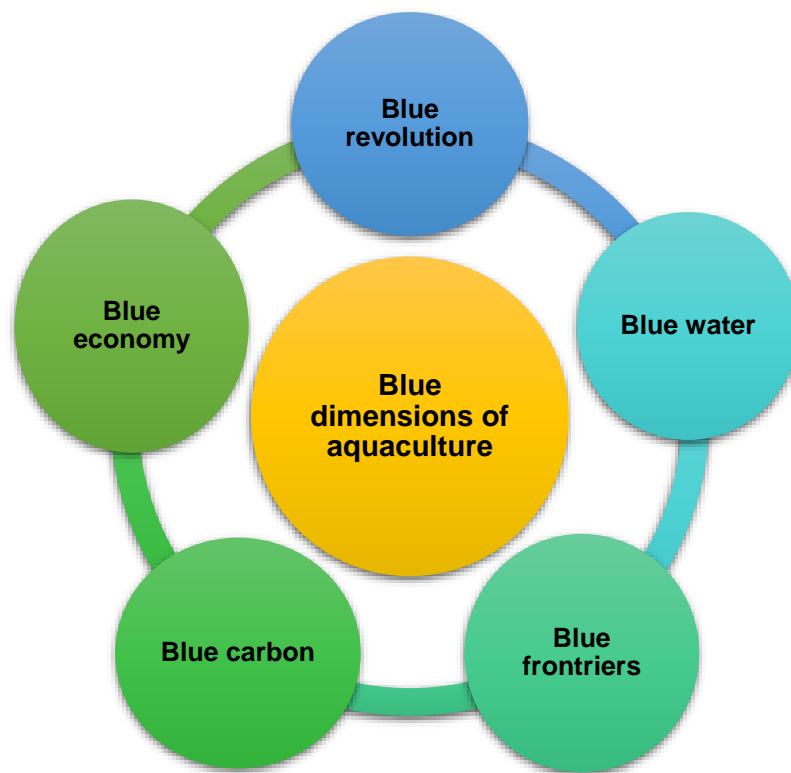 Blue
revolution
Blue water
Blue
frontriers
Blue carbon
Blue
economy
Blue
dimensions of
aquaculture